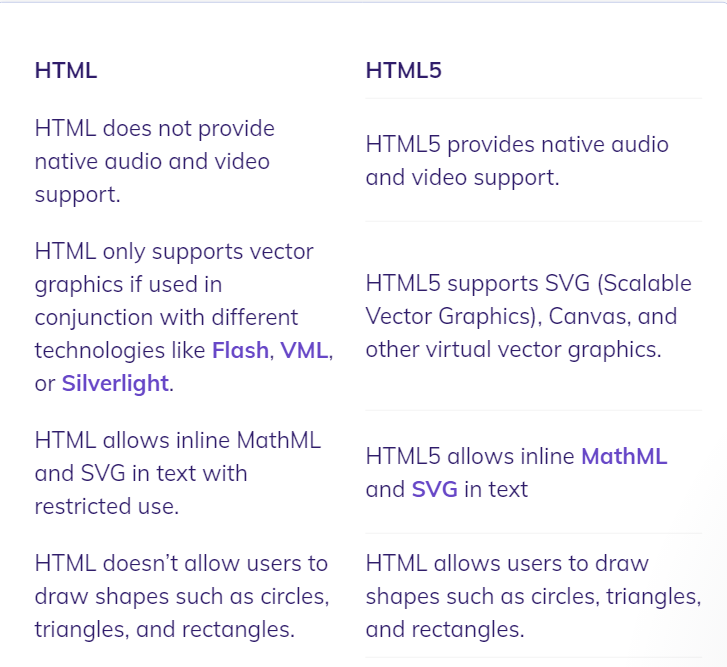 HTML
HTML5
HTML does not provide
native audio and video
support.
HTML5 provides native audio
and video support.
HTML only supports vector
graphics if used in
conjunction with different
technologies like Flash, VML,
or Silverlight.
HTML5 supports SVG (Scalable
Vector Graphics), Canvas, and
other virtual vector graphics.
HTML allows inline MathML
and SVG in text with
restricted use.
HTML5 allows inline MathML
and SVG in text
HTML doesn’t allow users to
draw shapes such as circles,
triangles, and rectangles.
HTML allows users to draw
shapes such as circles, triangles,
and rectangles.